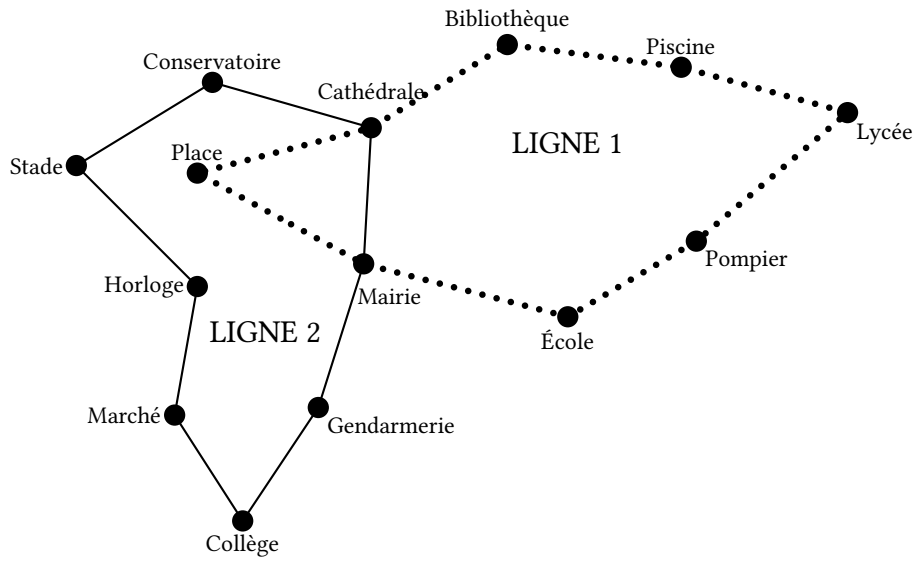 Bibliothèque
Piscine
Conservatoire
Cathédrale
Lycée
LIGNE 1
Place
Stade
Pompier
Horloge
Mairie
LIGNE 2
École
Marché
Gendarmerie
Collège